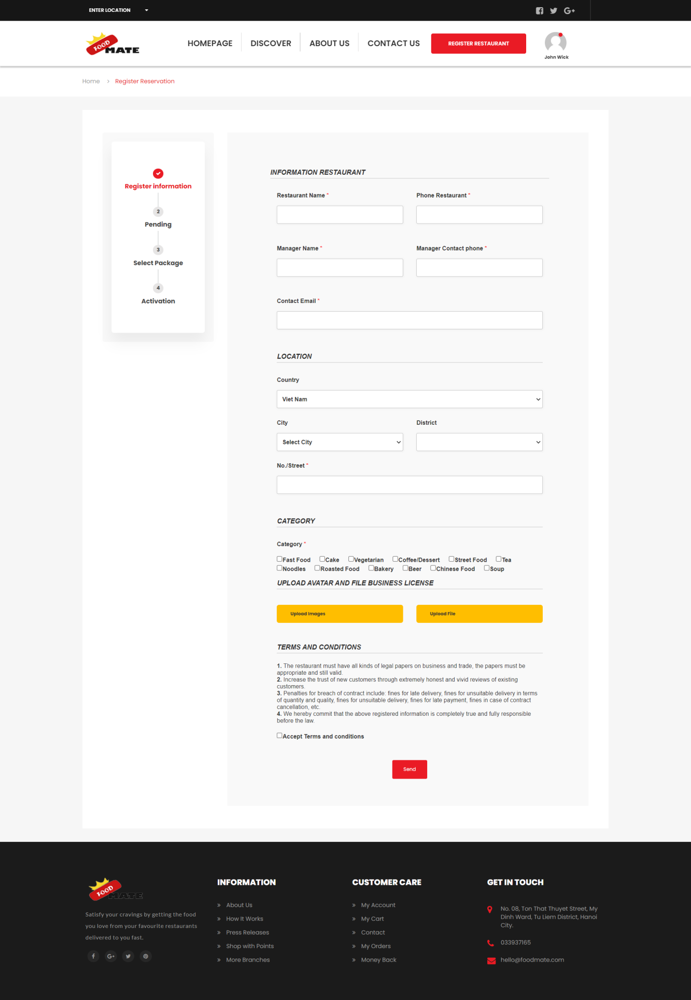 ENTER LOCATION
FOOD MATE
HOMEPAGE
DISCOVER
ABOUT US
CONTACT US
REGISTER RESTAURANT
John Wick
Home > Register Reservation
Register information
2
Pending
3
Select Package
4
Activation
INFORMATION RESTAURANT
Restaurant Name *
Phone Restaurant *
Manager Name *
Manager Contact phone *
Contact Email *
LOCATION
Country
Viet Nam
City
District
Select City
No./Street *
CATEGORY
Category *
Fast Food Cake Vegetarian Coffee/Dessert Street Food Tea
Noodles Roasted Food Bakery Beer Chinese Food Soup
UPLOAD AVATAR AND FILE BUSINESS LICENSE
Upload Images
Upload File
TERMS AND CONDITIONS
1. The restaurant must have all kinds of legal papers on business and trade, the papers must be
appropriate and still valid.
2. Increase the trust of new customers through extremely honest and vivid reviews of existing
customers.
3. Penalties for breach of contract include: fines for late delivery, fines for unsuitable delivery in terms
of quantity and quality, fines for unsuitable delivery, fines for late payment, fines in case of contract
cancellation, etc.
4. We hereby commit that the above registered information is completely true and fully responsible
before the law.
Accept Terms and conditions
Send
FOOD MATE
Satisfy your cravings by getting the food
you love from your favourite restaurants
delivered to you fast.
INFORMATION
» About Us
» How It Works
» Press Releases
» Shop with Points
» More Branches
CUSTOMER CARE
» My Account
» My Cart
» Contact
» My Orders
» Money Back
GET IN TOUCH
No. 08, Ton That Thuyet Street, My
Dinh Ward, Tu Liem District, Hanoi
City.
033937165
hello@foodmate.com